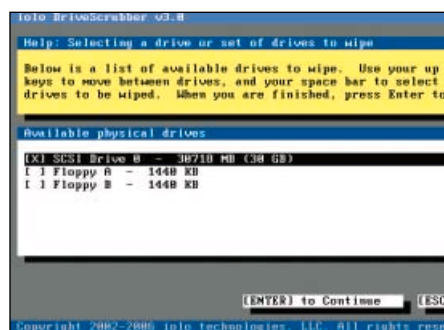 iolo DriveScrubber v3.0
Help: Selecting a drive or set of drives to wipe
Below is a list of available drives to wipe. Use your up
keys to move between drives, and your space bar to select
drives to be wiped. When you are finished, press Enter to
Available physical drives
[X] SCSI Drive 0 - 30718 MB (30 GB)
[ ] Floppy A - 1440 KB
[ ] Floppy B - 1440 KB
[ENTER] to Continue [ESC
Copyright 2002-2006 iolo technologies, LLC. All rights rese